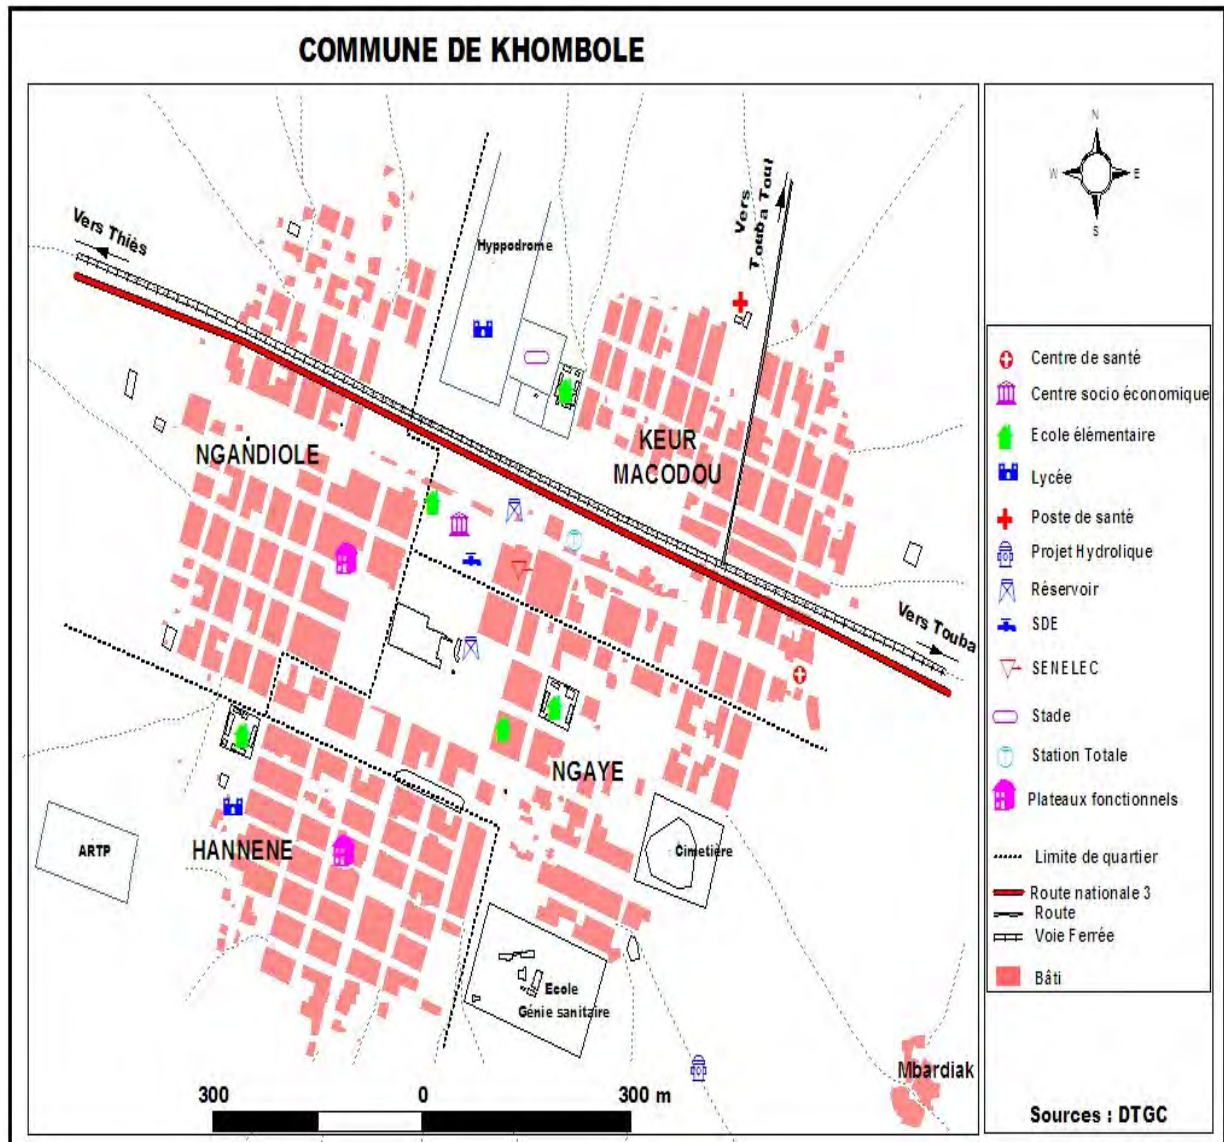 COMMUNE DE KHOMBOLE
N
W
E
S
Vers Thiès
Hyppodrome
Vers
Touba Toul
NGANDIOLE
KEUR
MACODOU
Vers Touba
NGAYE
HANNENE
ARTP
Cimetière
Ecole
Génie sanitaire
Mbardiak
300
0
300 m
Centre de santé
Centre socio économique
Ecole élémentaire
Lycée
Poste de santé
Projet Hydrolique
Réservoir
SDE
SENELEC
Stade
Station Totale
Plateaux fonctionnels
Limite de quartier
Route nationale 3
Route
Voie Ferrée
Bâti
Sources : DTGC